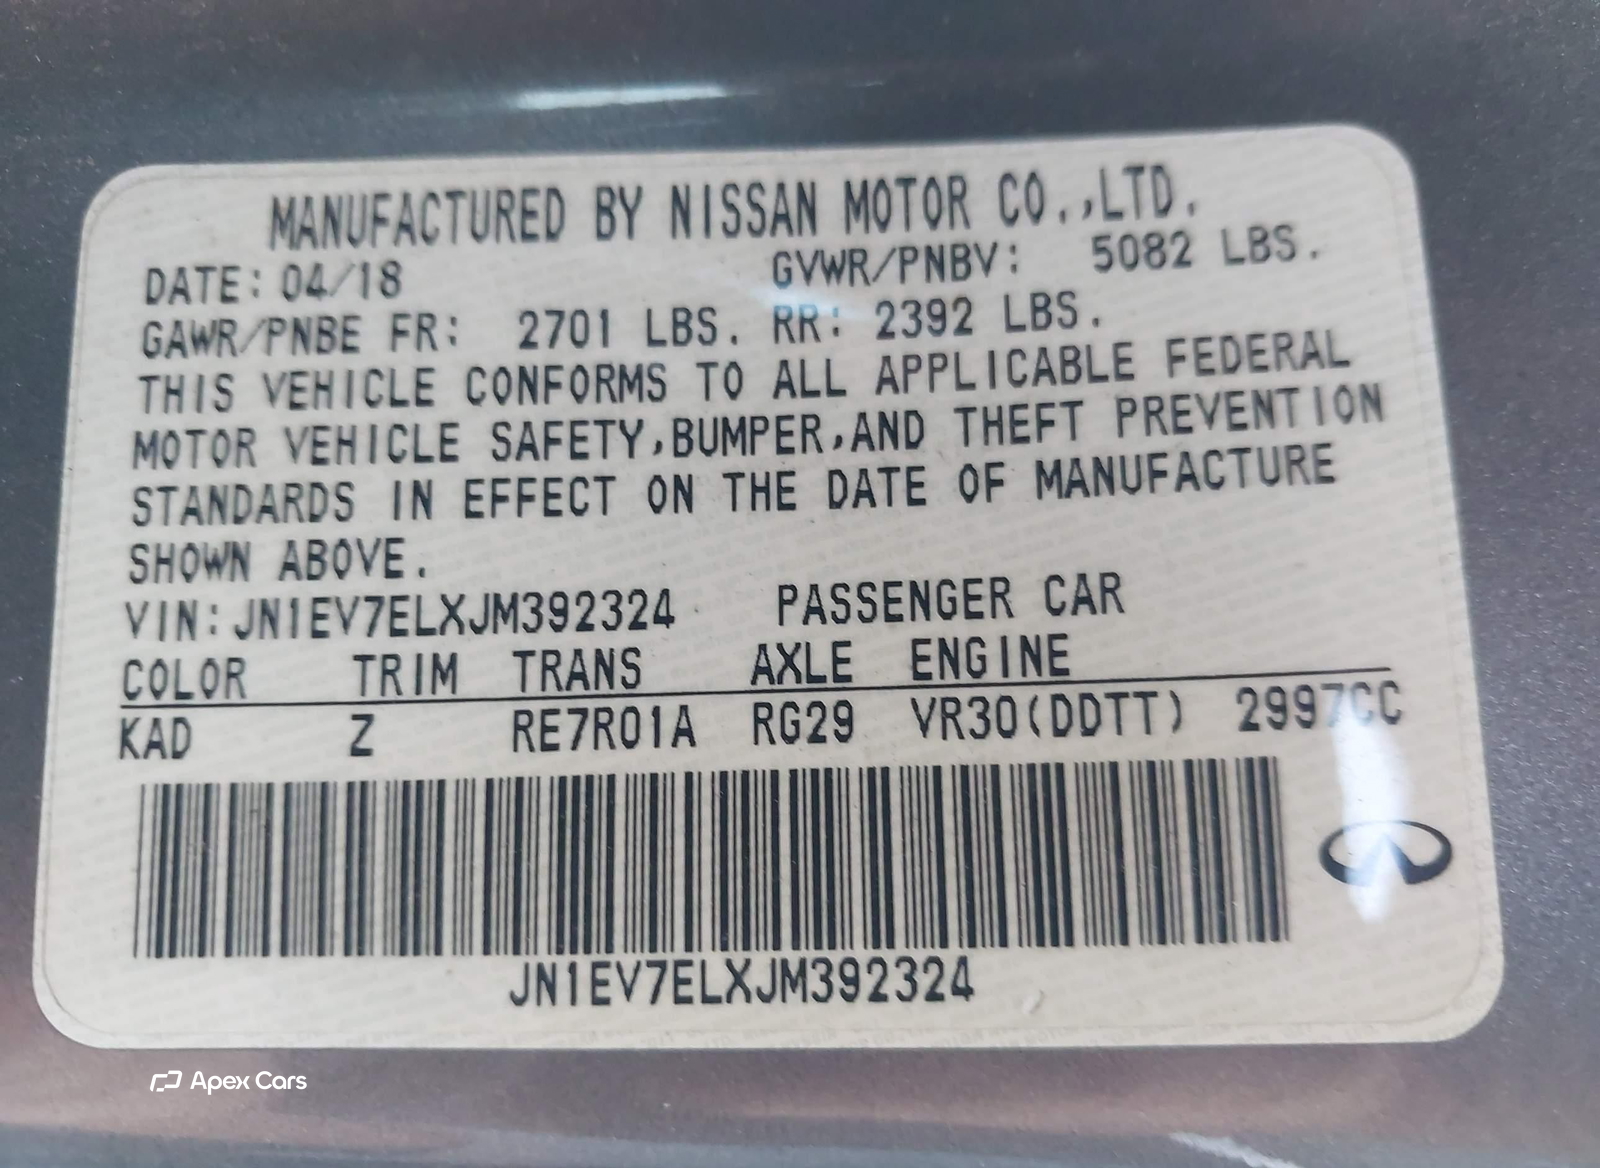 MANUFACTURED BY NISSAN MOTOR CO.,LTD.
DATE: 04/18 GVWR/PNBV: 5082 LBS.
GAWR/PNBE FR: 2701 LBS. RR: 2392 LBS.
THIS VEHICLE CONFORMS TO ALL APPLICABLE FEDERAL
MOTOR VEHICLE SAFETY,BUMPER,AND THEFT PREVENTION
STANDARDS IN EFFECT ON THE DATE OF MANUFACTURE
SHOWN ABOVE.
VIN:JN1EV7ELXJM392324 PASSENGER CAR
COLOR TRIM TRANS AXLE ENGINE
KAD Z RE7R01A RG29 VR30(DDTT) 2997CC
JN1EV7ELXJM392324
Apex Cars